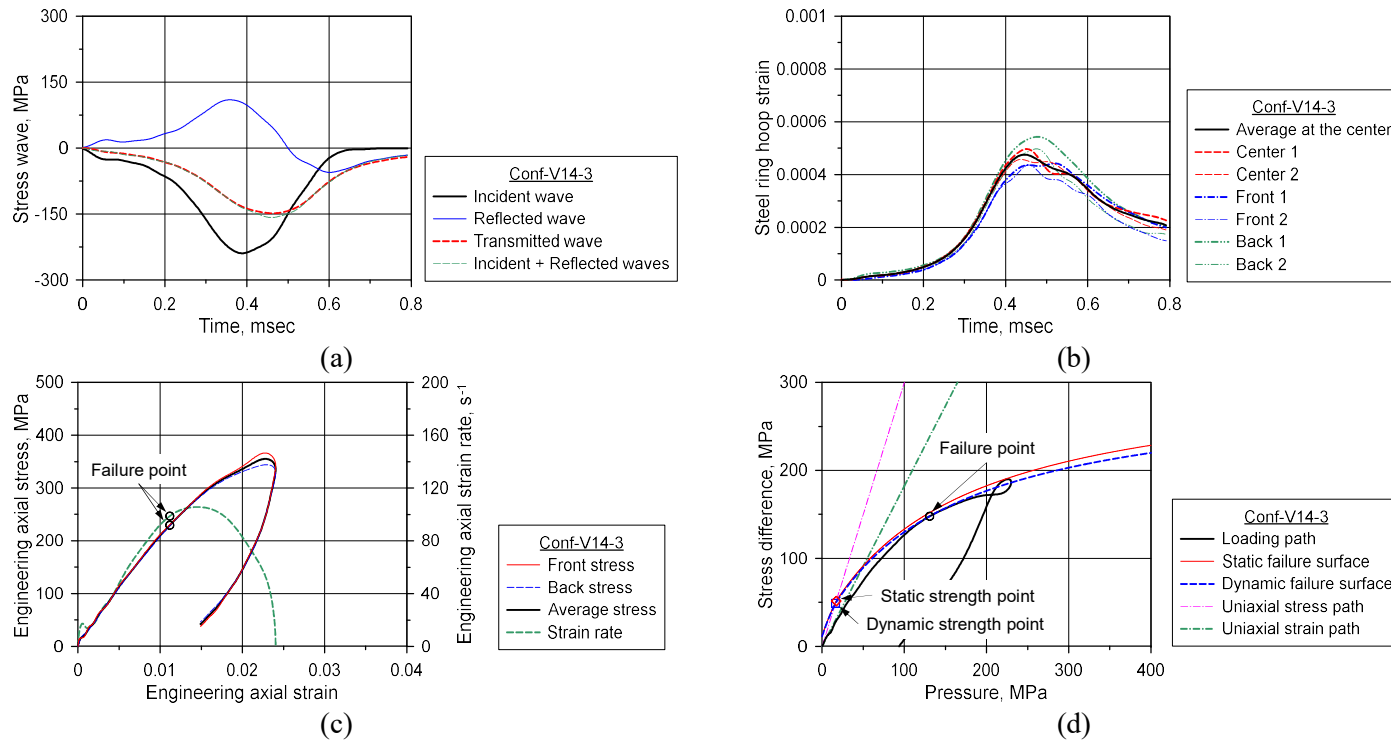 300
150
0
-150
-300
Stress wave, MPa
0
0.2
0.4
0.6
0.8
Time, msec
Conf-V14-3
Incident wave
Reflected wave
Transmitted wave
Incident + Reflected waves
(a)
0.001
0.0008
0.0006
0.0004
0.0002
0
Steel ring hoop strain
0
0.2
0.4
0.6
0.8
Time, msec
Conf-V14-3
Average at the center
Center 1
Center 2
Front 1
Front 2
Back 1
Back 2
(b)
500
400
300
200
100
0
Engineering axial stress, MPa
200
160
120
80
40
0
Engineering axial strain rate, s⁻¹
Failure point
0
0.01
0.02
0.03
0.04
Engineering axial strain
Conf-V14-3
Front stress
Back stress
Average stress
Strain rate
(c)
300
200
100
0
Stress difference, MPa
Failure point
Static strength point
Dynamic strength point
0
100
200
300
400
Pressure, MPa
Conf-V14-3
Loading path
Static failure surface
Dynamic failure surface
Uniaxial stress path
Uniaxial strain path
(d)